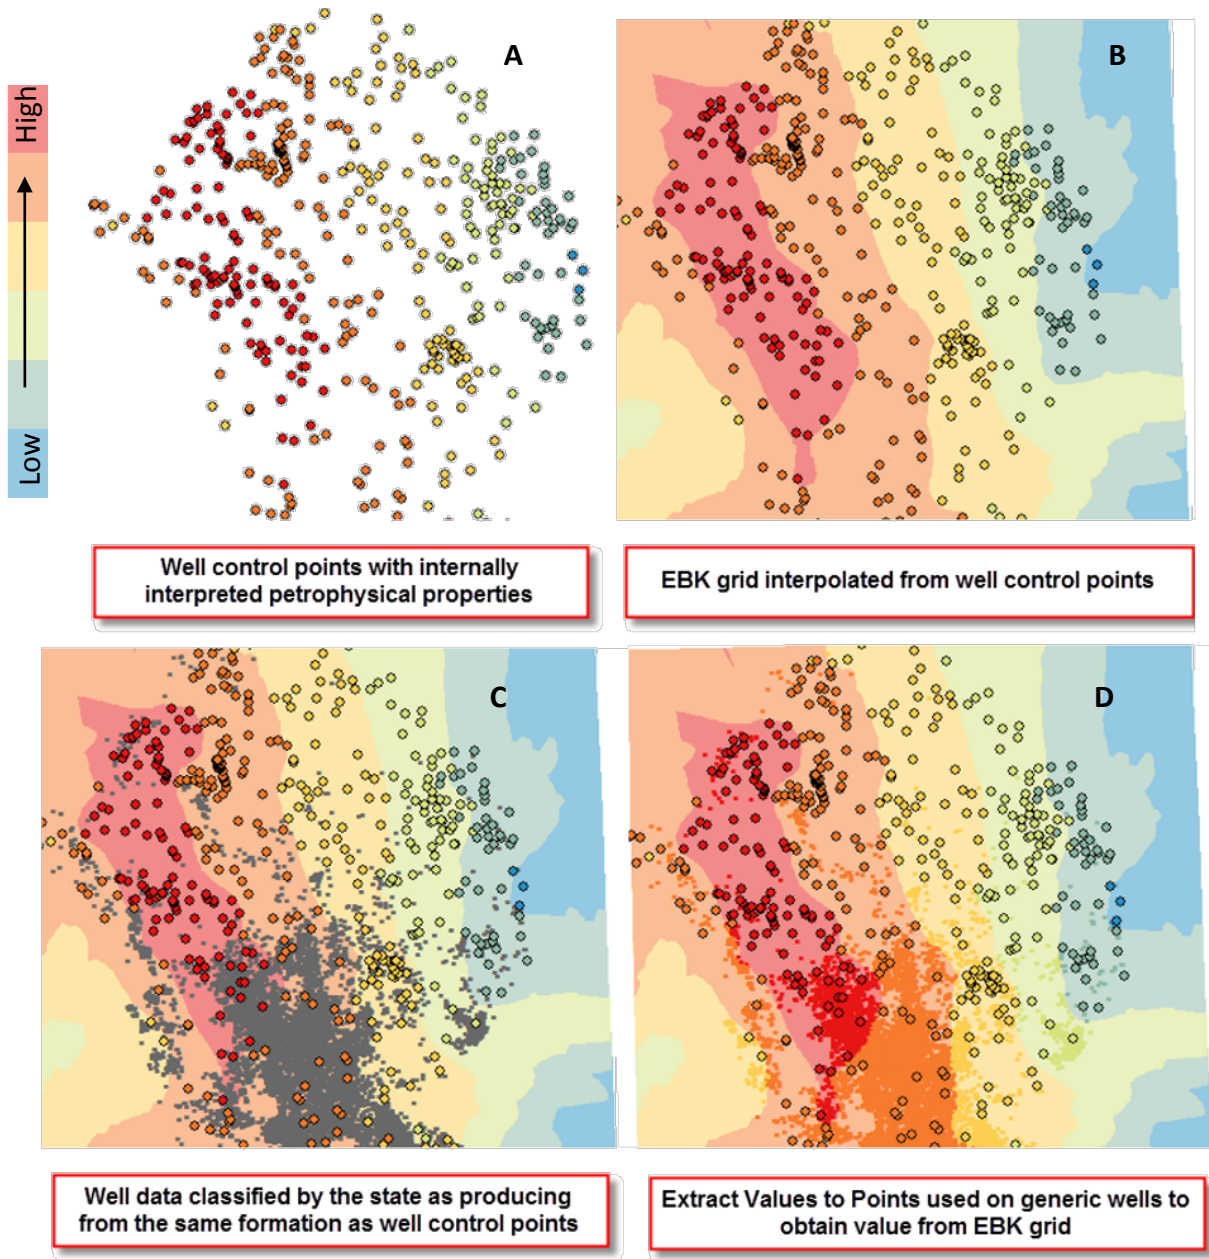 A
B
High
Low
Well control points with internally
interpreted petrophysical properties
EBK grid interpolated from well control points
C
D
Well data classified by the state as producing
from the same formation as well control points
Extract Values to Points used on generic wells to
obtain value from EBK grid